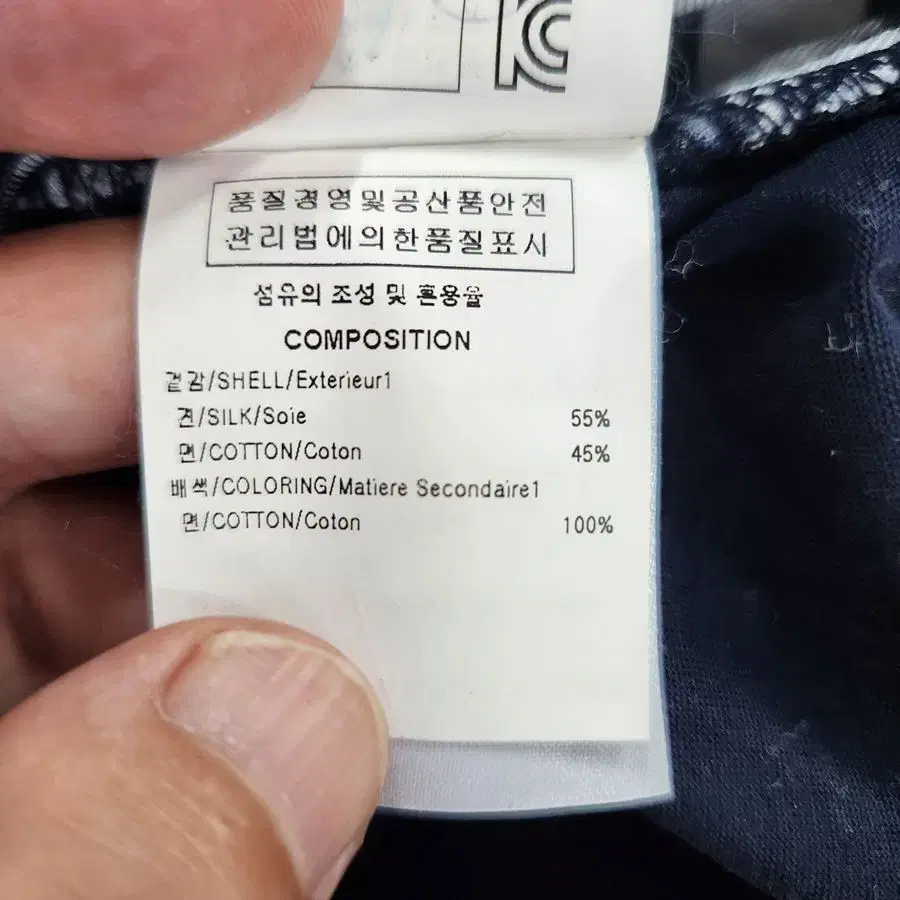 품질경영및공산품안전
관리법에의한품질표시
섬유의 조성 및 혼용율
COMPOSITION
겉감/SHELL/Exterieur1
견/SILK/Soie 55%
면/COTTON/Coton 45%
배색/COLORING/Matiere Secondaire1
면/COTTON/Coton 100%